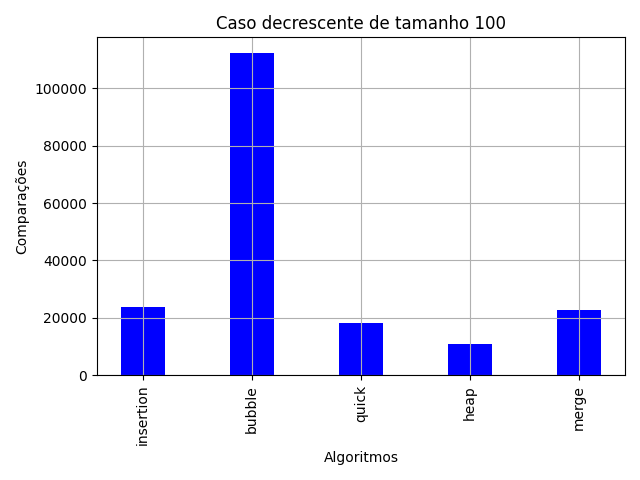 Caso decrescente de tamanho 100
Comparações
100000
80000
60000
40000
20000
0
insertion
bubble
quick
heap
merge
Algoritmos